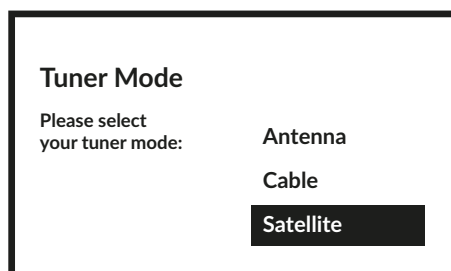 Tuner Mode
Please select
your tuner mode:
Antenna
Cable
Satellite